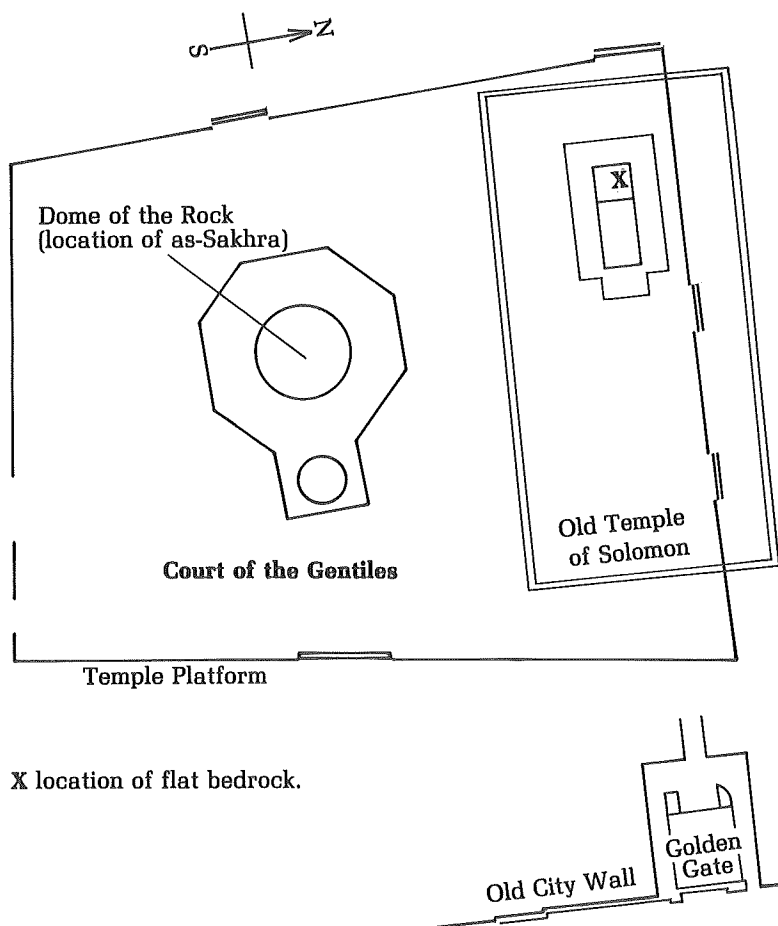 S N
Dome of the Rock
(location of as-Sakhra)
X
Old Temple
of Solomon
Court of the Gentiles
Temple Platform
X location of flat bedrock.
Golden
Gate
Old City Wall